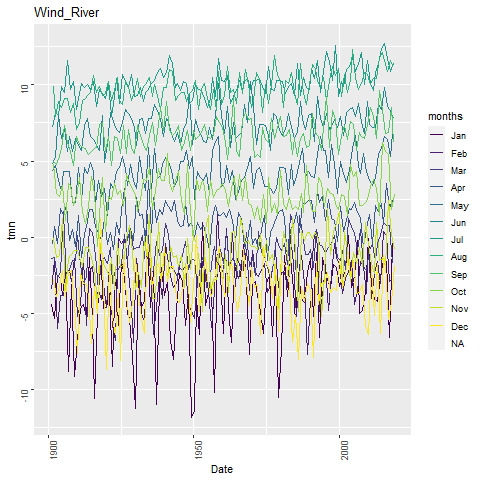 Wind_River
tmn
10
5
0
-5
-10
1900
1950
2000
Date
months
Jan
Feb
Mar
Apr
May
Jun
Jul
Aug
Sep
Oct
Nov
Dec
NA